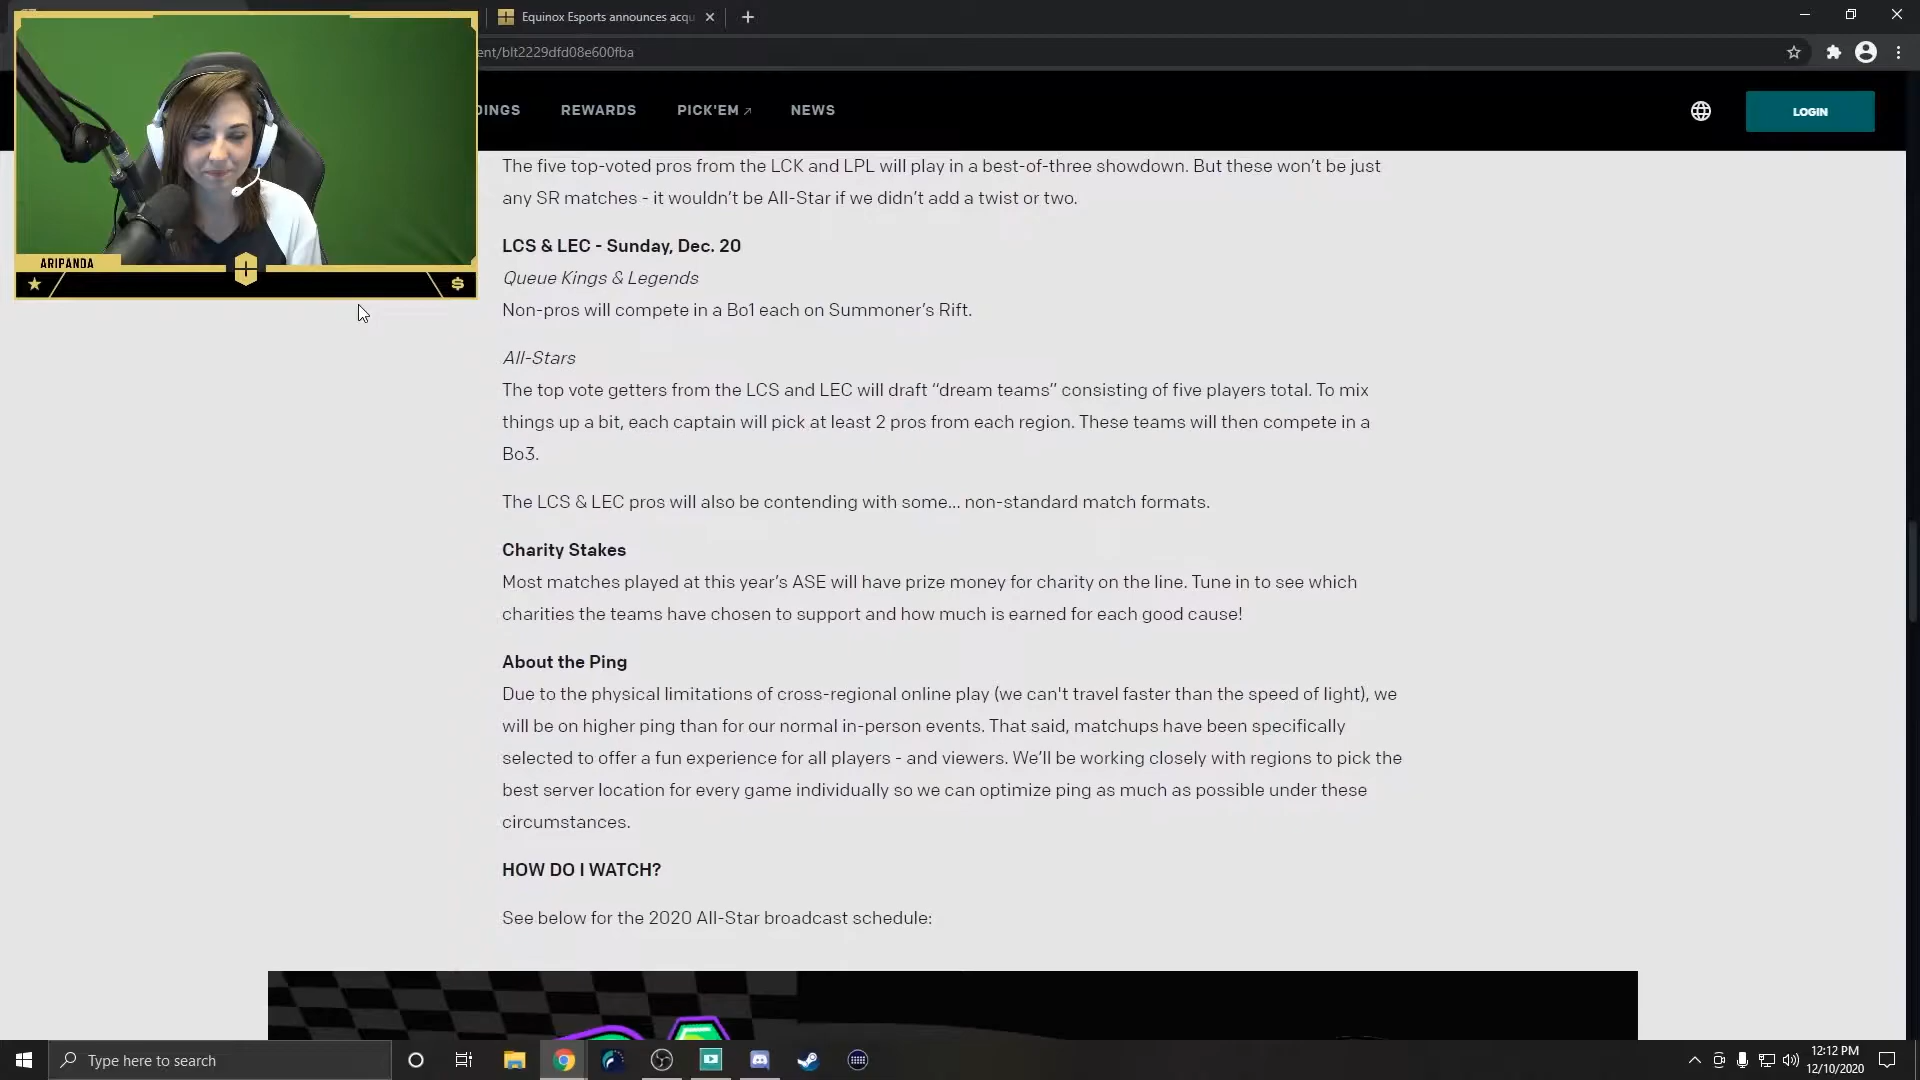 Equinox Esports announces acqu
ent/blt2229dfd08e600fba
DINGS
REWARDS
PICK'EM
NEWS
LOGIN
ARIPANDA
The five top-voted pros from the LCK and LPL will play in a best-of-three showdown. But these won't be just
any SR matches - it wouldn't be All-Star if we didn't add a twist or two.
LCS & LEC - Sunday, Dec. 20
Queue Kings & Legends
Non-pros will compete in a Bo1 each on Summoner's Rift.
All-Stars
The top vote getters from the LCS and LEC will draft "dream teams" consisting of five players total. To mix
things up a bit, each captain will pick at least 2 pros from each region. These teams will then compete in a
Bo3.
The LCS & LEC pros will also be contending with some... non-standard match formats.
Charity Stakes
Most matches played at this year's ASE will have prize money for charity on the line. Tune in to see which
charities the teams have chosen to support and how much is earned for each good cause!
About the Ping
Due to the physical limitations of cross-regional online play (we can't travel faster than the speed of light), we
will be on higher ping than for our normal in-person events. That said, matchups have been specifically
selected to offer a fun experience for all players - and viewers. We'll be working closely with regions to pick the
best server location for every game individually so we can optimize ping as much as possible under these
circumstances.
HOW DO I WATCH?
See below for the 2020 All-Star broadcast schedule:
Type here to search
12:12 PM
12/10/2020